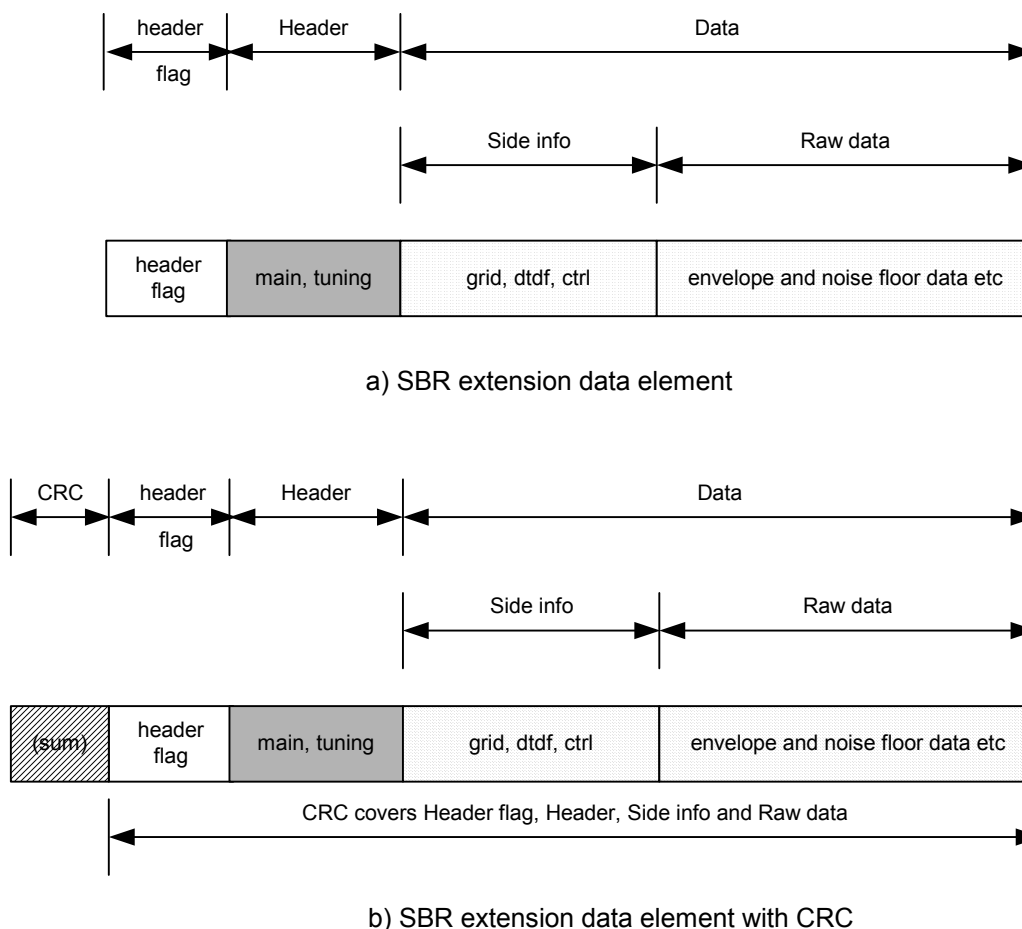 header Header Data
flag
Side info Raw data
header
flag
main, tuning grid, dtdf, ctrl envelope and noise floor data etc
a) SBR extension data element
CRC header Header Data
flag
Side info Raw data
(sum) header
flag
main, tuning grid, dtdf, ctrl envelope and noise floor data etc
CRC covers Header flag, Header, Side info and Raw data
b) SBR extension data element with CRC